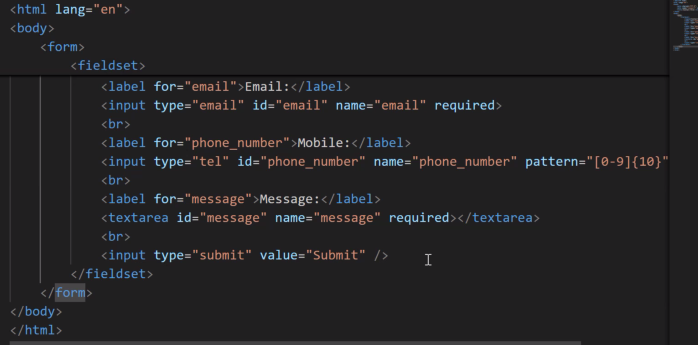 <html lang="en">
<body>
<form>
<fieldset>
<label for="email">Email:</label>
<input type="email" id="email" name="email" required>
<br>
<label for="phone_number">Mobile:</label>
<input type="tel" id="phone_number" name="phone_number" pattern="[0-9]{10}"
<br>
<label for="message">Message:</label>
<textarea id="message" name="message" required></textarea>
<br>
<input type="submit" value="Submit" />
</fieldset>
</form>
</body>
</html>